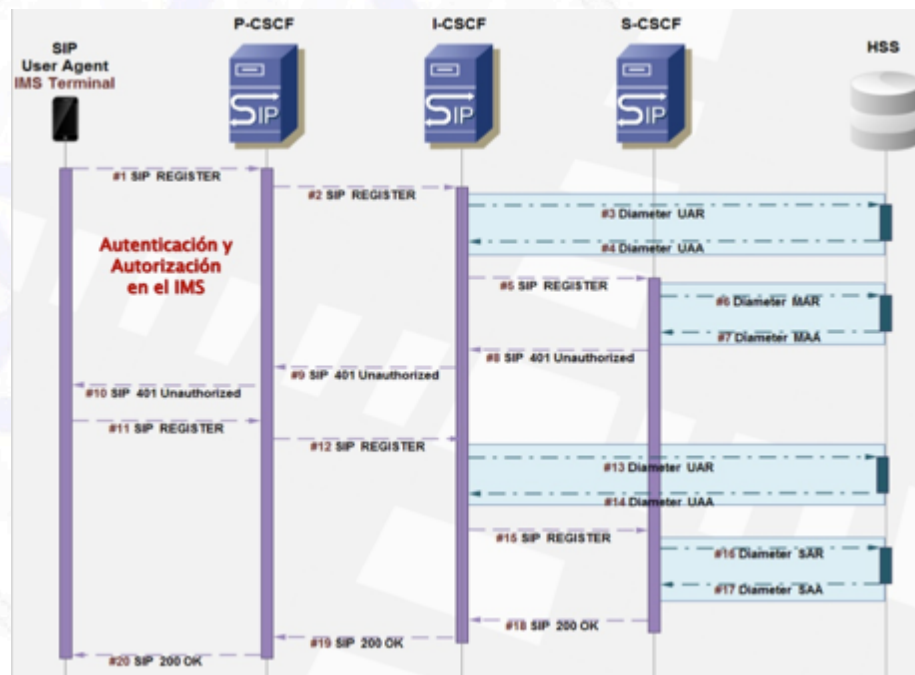 P-CSCF
I-CSCF
S-CSCF
HSS
SIP
User Agent
IMS Terminal
SIP
SIP
SIP
#1 SIP REGISTER
#2 SIP REGISTER
#3 Diameter UAR
#4 Diameter UAA
Autenticación y
Autorización
en el IMS
#5 SIP REGISTER
#6 Diameter MAR
#7 Diameter MAA
#8 SIP 401 Unauthorized
#9 SIP 401 Unauthorized
#10 SIP 401 Unauthorized
#11 SIP REGISTER
#12 SIP REGISTER
#13 Diameter UAR
#14 Diameter UAA
#15 SIP REGISTER
#16 Diameter SAR
#17 Diameter SAA
#18 SIP 200 OK
#19 SIP 200 OK
#20 SIP 200 OK